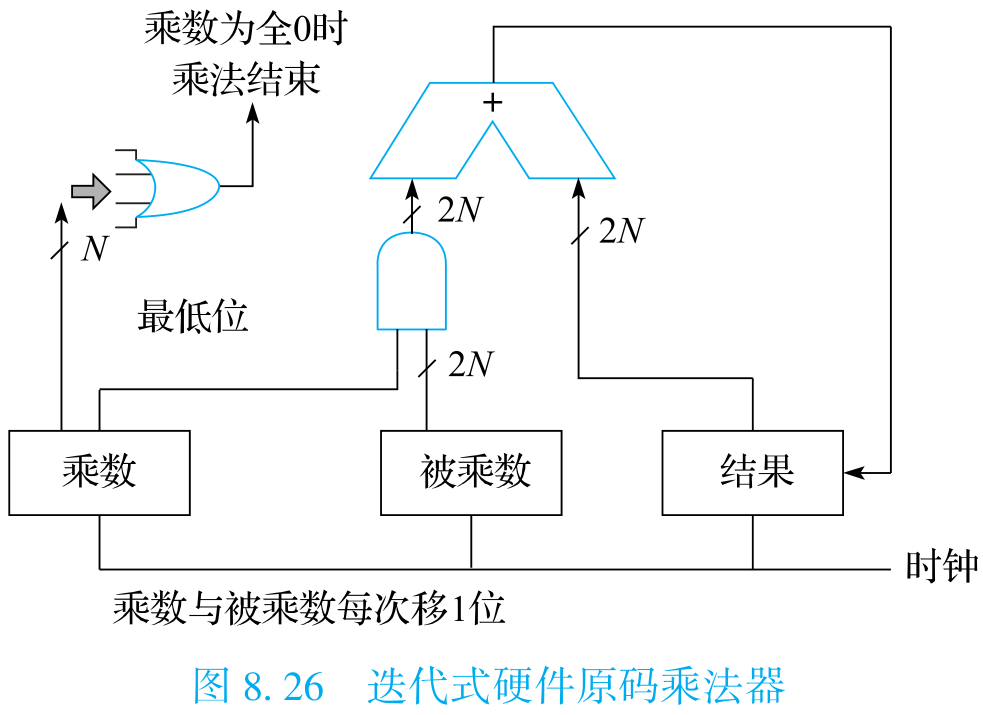 乘数为全0时
乘法结束
+
2N
2N
N
最低位
2N
乘数
被乘数
结果
时钟
乘数与被乘数每次移1位
图 8.26 迭代式硬件原码乘法器